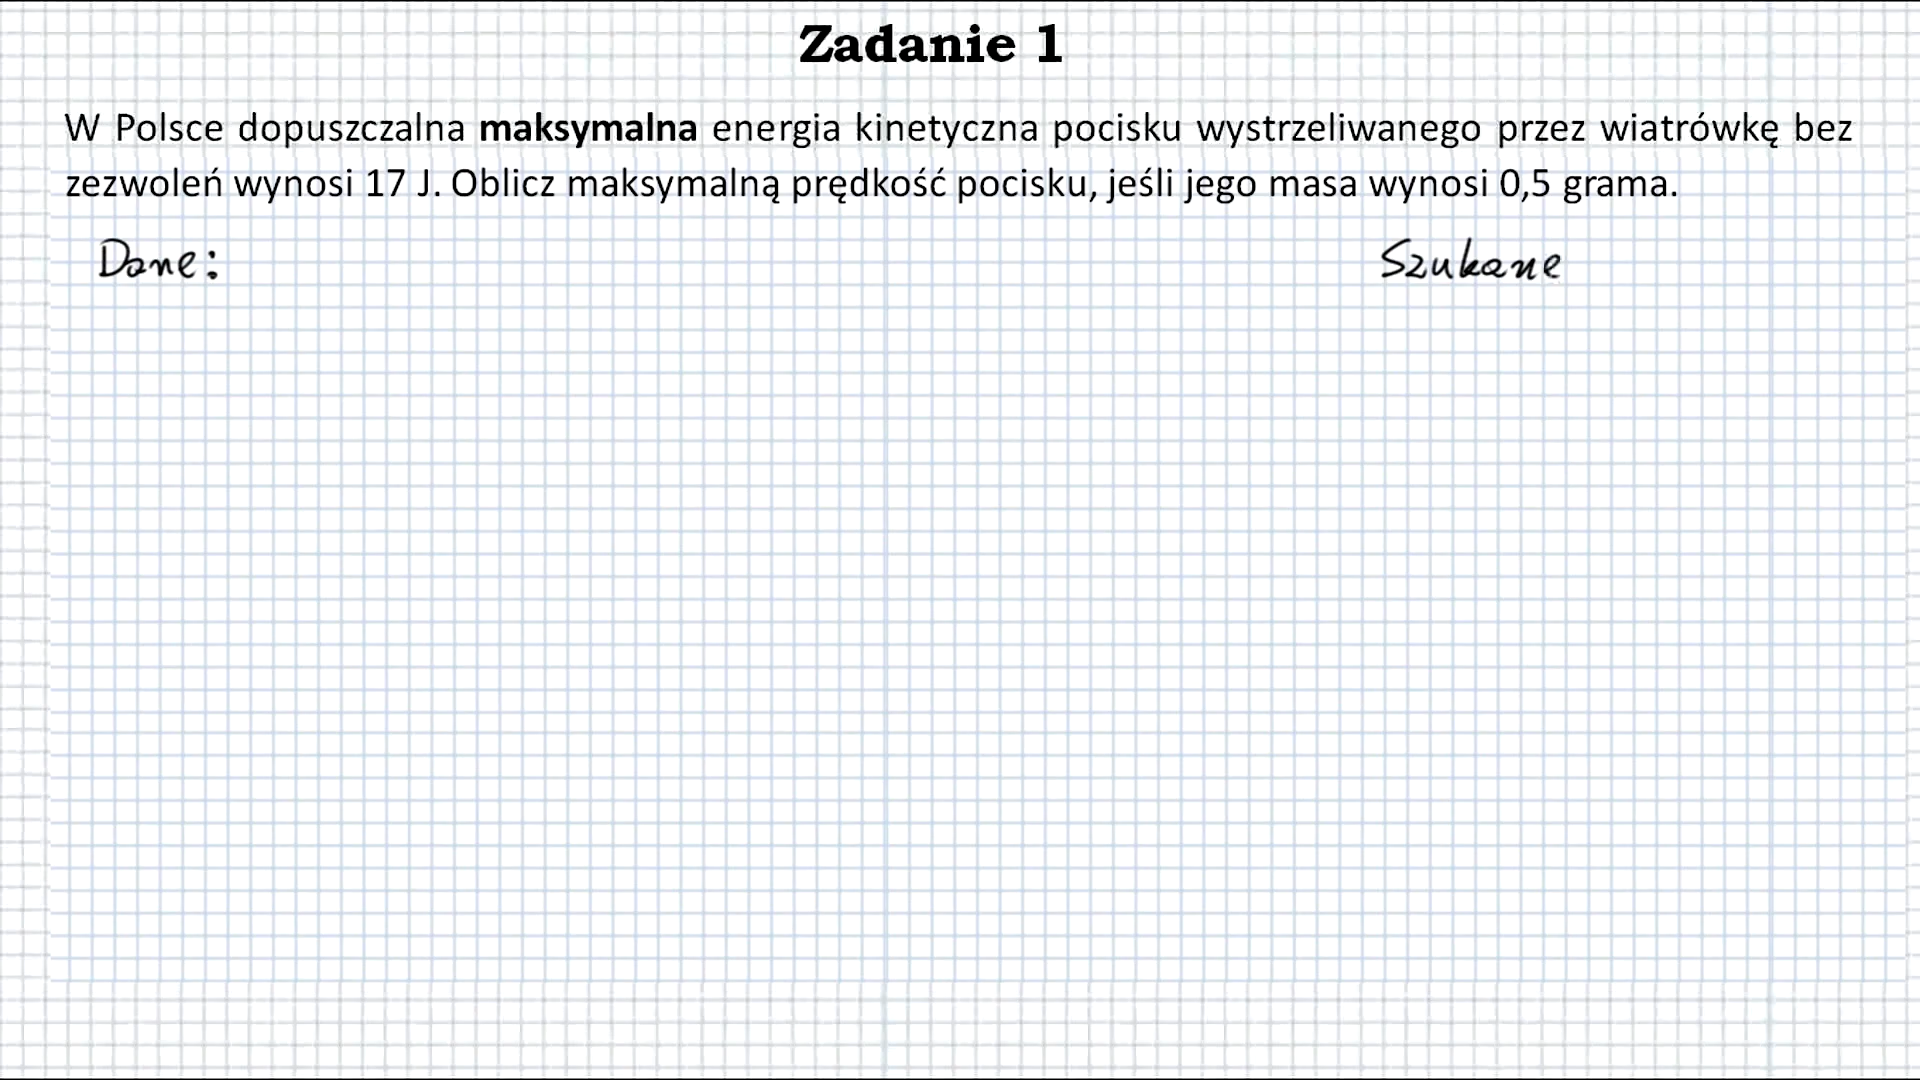 Zadanie 1
W Polsce dopuszczalna maksymalna energia kinetyczna pocisku wystrzeliwanego przez wiatrówkę bez
zezwoleń wynosi 17 J. Oblicz maksymalną prędkość pocisku, jeśli jego masa wynosi 0,5 grama.
Dane: Szukane